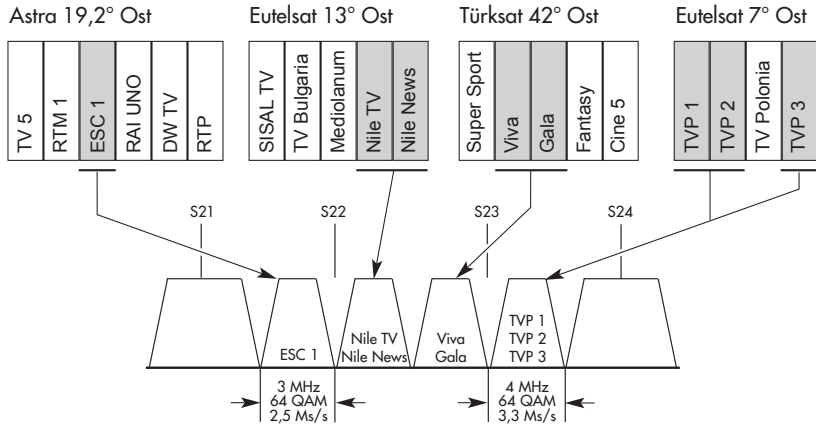 Astra 19,2° Ost
Eutelsat 13° Ost
Türksat 42° Ost
Eutelsat 7° Ost
TV 5
RTM 1
ESC 1
RAI UNO
DW TV
RTP
SISAL TV
TV Bulgaria
Mediolanum
Nile TV
Nile News
Super Sport
Viva
Gala
Fantasy
Cine 5
TVP 1
TVP 2
TV Polonia
TVP 3
S21
S22
S23
S24
ESC 1
Nile TV
Nile News
Viva
Gala
TVP 1
TVP 2
TVP 3
3 MHz
64 QAM
2,5 Ms/s
4 MHz
64 QAM
3,3 Ms/s